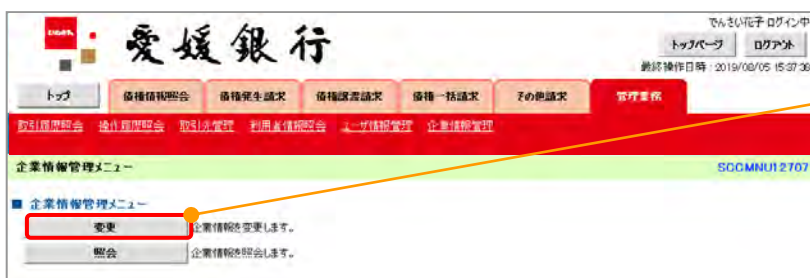 でんさい花子 ログイン中
愛媛銀行
トップページ ログアウト
最終操作日時：2019/08/05 15:37:36
トップ 債権情報照会 債権発生請求 債権譲渡請求 債権一括請求 その他請求 管理業務
取引履歴照会 操作履歴照会 取引先管理 利用者情報照会 ユーザ情報管理 企業情報管理
企業情報管理メニュー SCCMNU12707
■ 企業情報管理メニュー
変更 企業情報を変更します。
照会 企業情報を照会します。